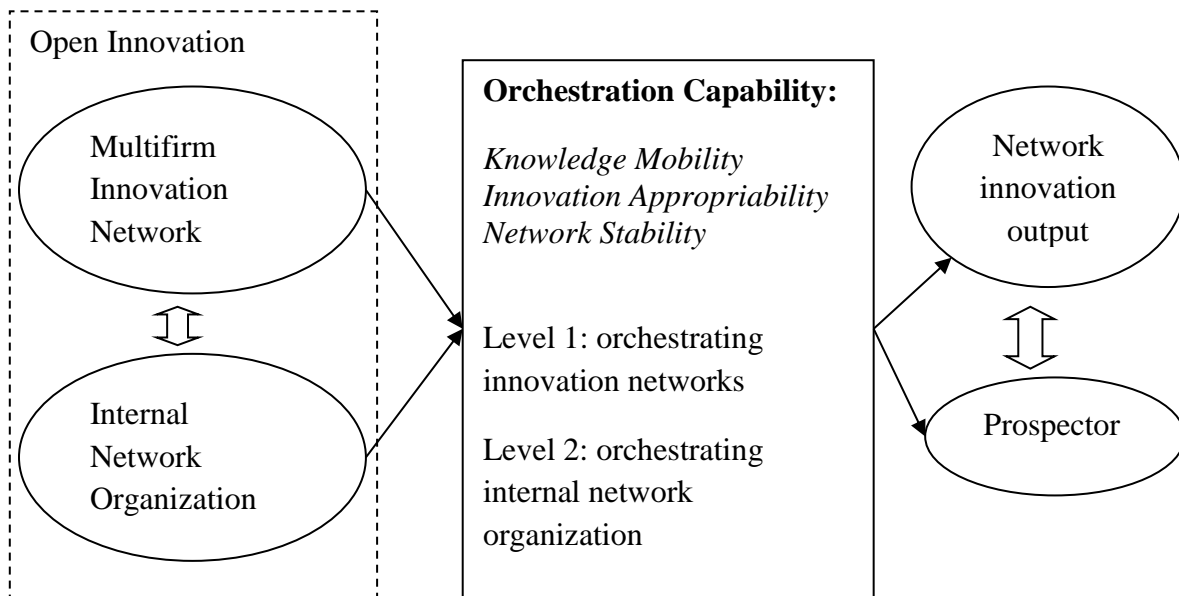 Open Innovation
Multifirm
Innovation
Network
Internal
Network
Organization
Orchestration Capability:
Knowledge Mobility
Innovation Appropriability
Network Stability
Level 1: orchestrating
innovation networks
Level 2: orchestrating
internal network
organization
Network
innovation
output
Prospector